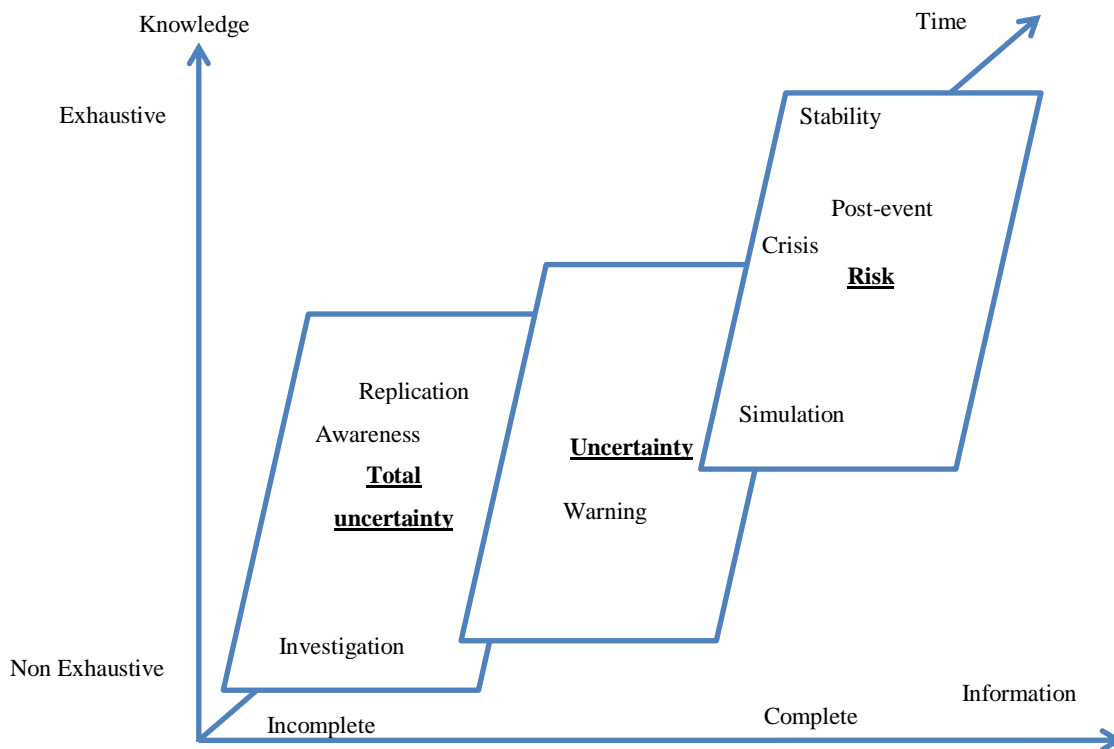 Knowledge
Time
Exhaustive
Stability
Post-event
Crisis
Risk
Replication
Awareness
Simulation
Total
uncertainty
Uncertainty
Warning
Investigation
Non Exhaustive
Information
Incomplete
Complete